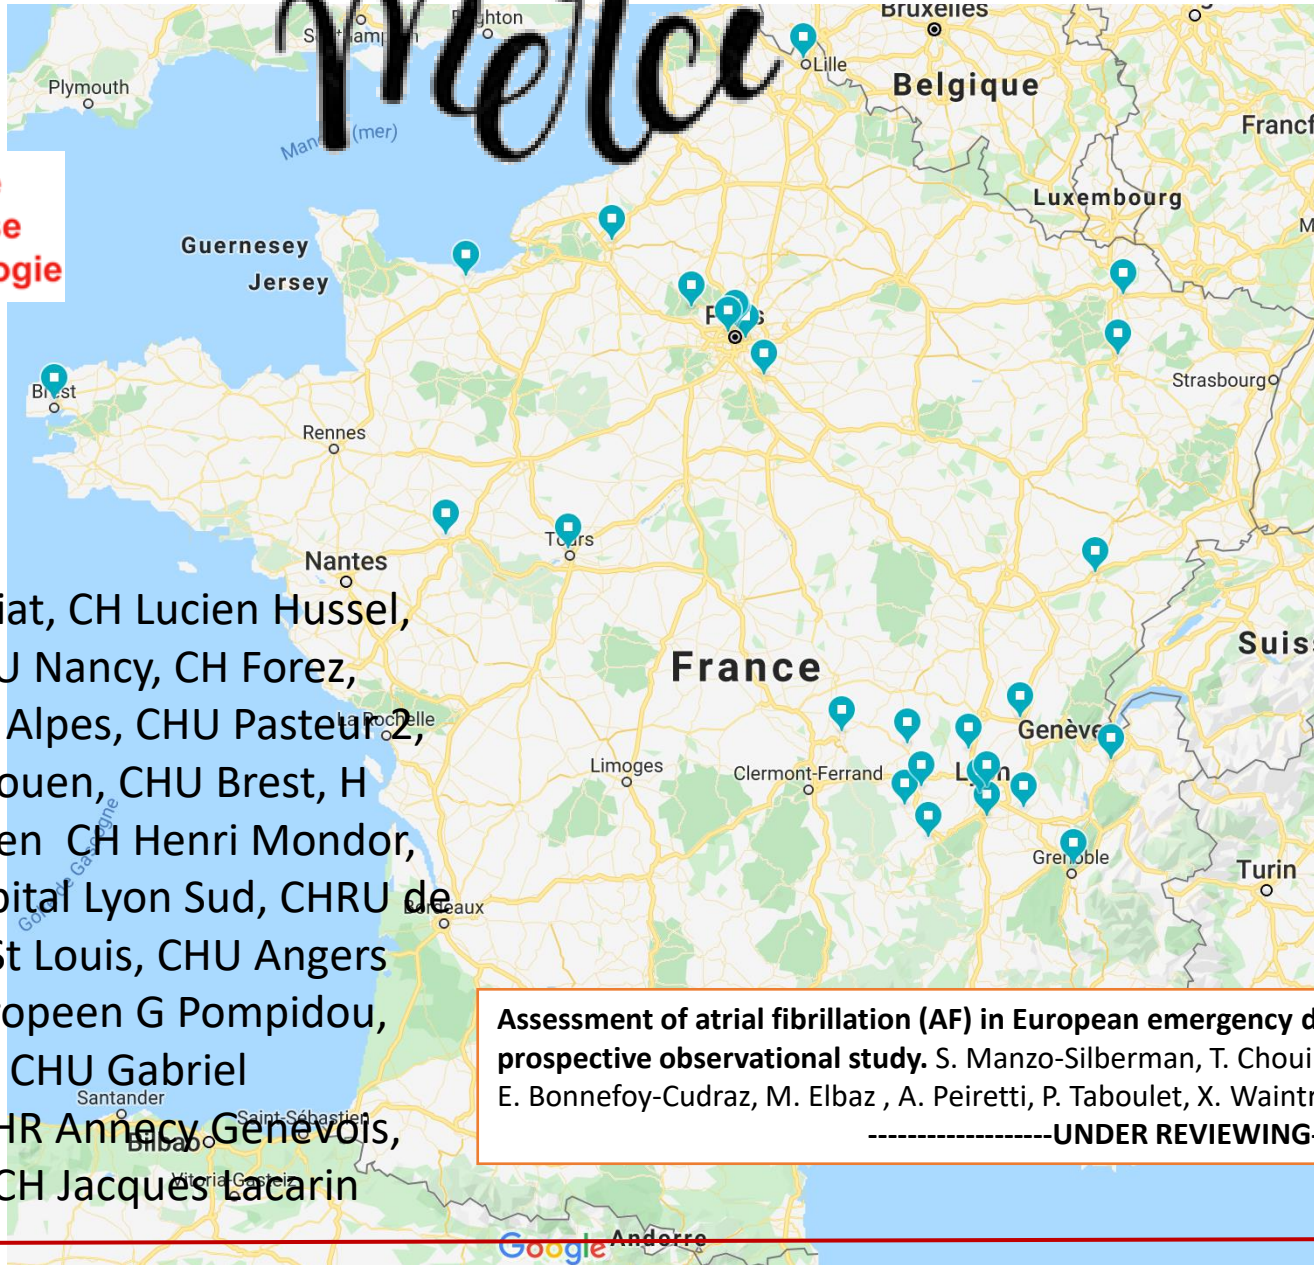 Merci
Bruxelles
Brighton
Southampton
Lille
Plymouth
Belgique
Manche (mer)
Luxembourg
ogie
Guernesey
Jersey
Paris
Strasbourg
Brest
Rennes
Tours
Nantes
iat, CH Lucien Hussel,
U Nancy, CH Forez,
France
Alpes, CHU Pasteur 2,
La Rochelle
Genève
ouen, CHU Brest, H
Limoges
Clermont-Ferrand
Lyon
en CH Henri Mondor,
Golfe de Gascogne
Grenoble
Turin
pital Lyon Sud, CHRU de
Bordeaux
St Louis, CHU Angers
ropeen G Pompidou,
Assessment of atrial fibrillation (AF) in European emergency d
prospective observational study. S. Manzo-Silberman, T. Choui
E. Bonnefoy-Cudraz, M. Elbaz , A. Peiretti, P. Taboulet, X. Waintr
-------------------UNDER REVIEWING-
CHU Gabriel
Santander
Saint-Sébastien
HR Annecy Genevois,
Bilbao
Vitoria-Gasteiz
CH Jacques Lacarin
Google
Andorre